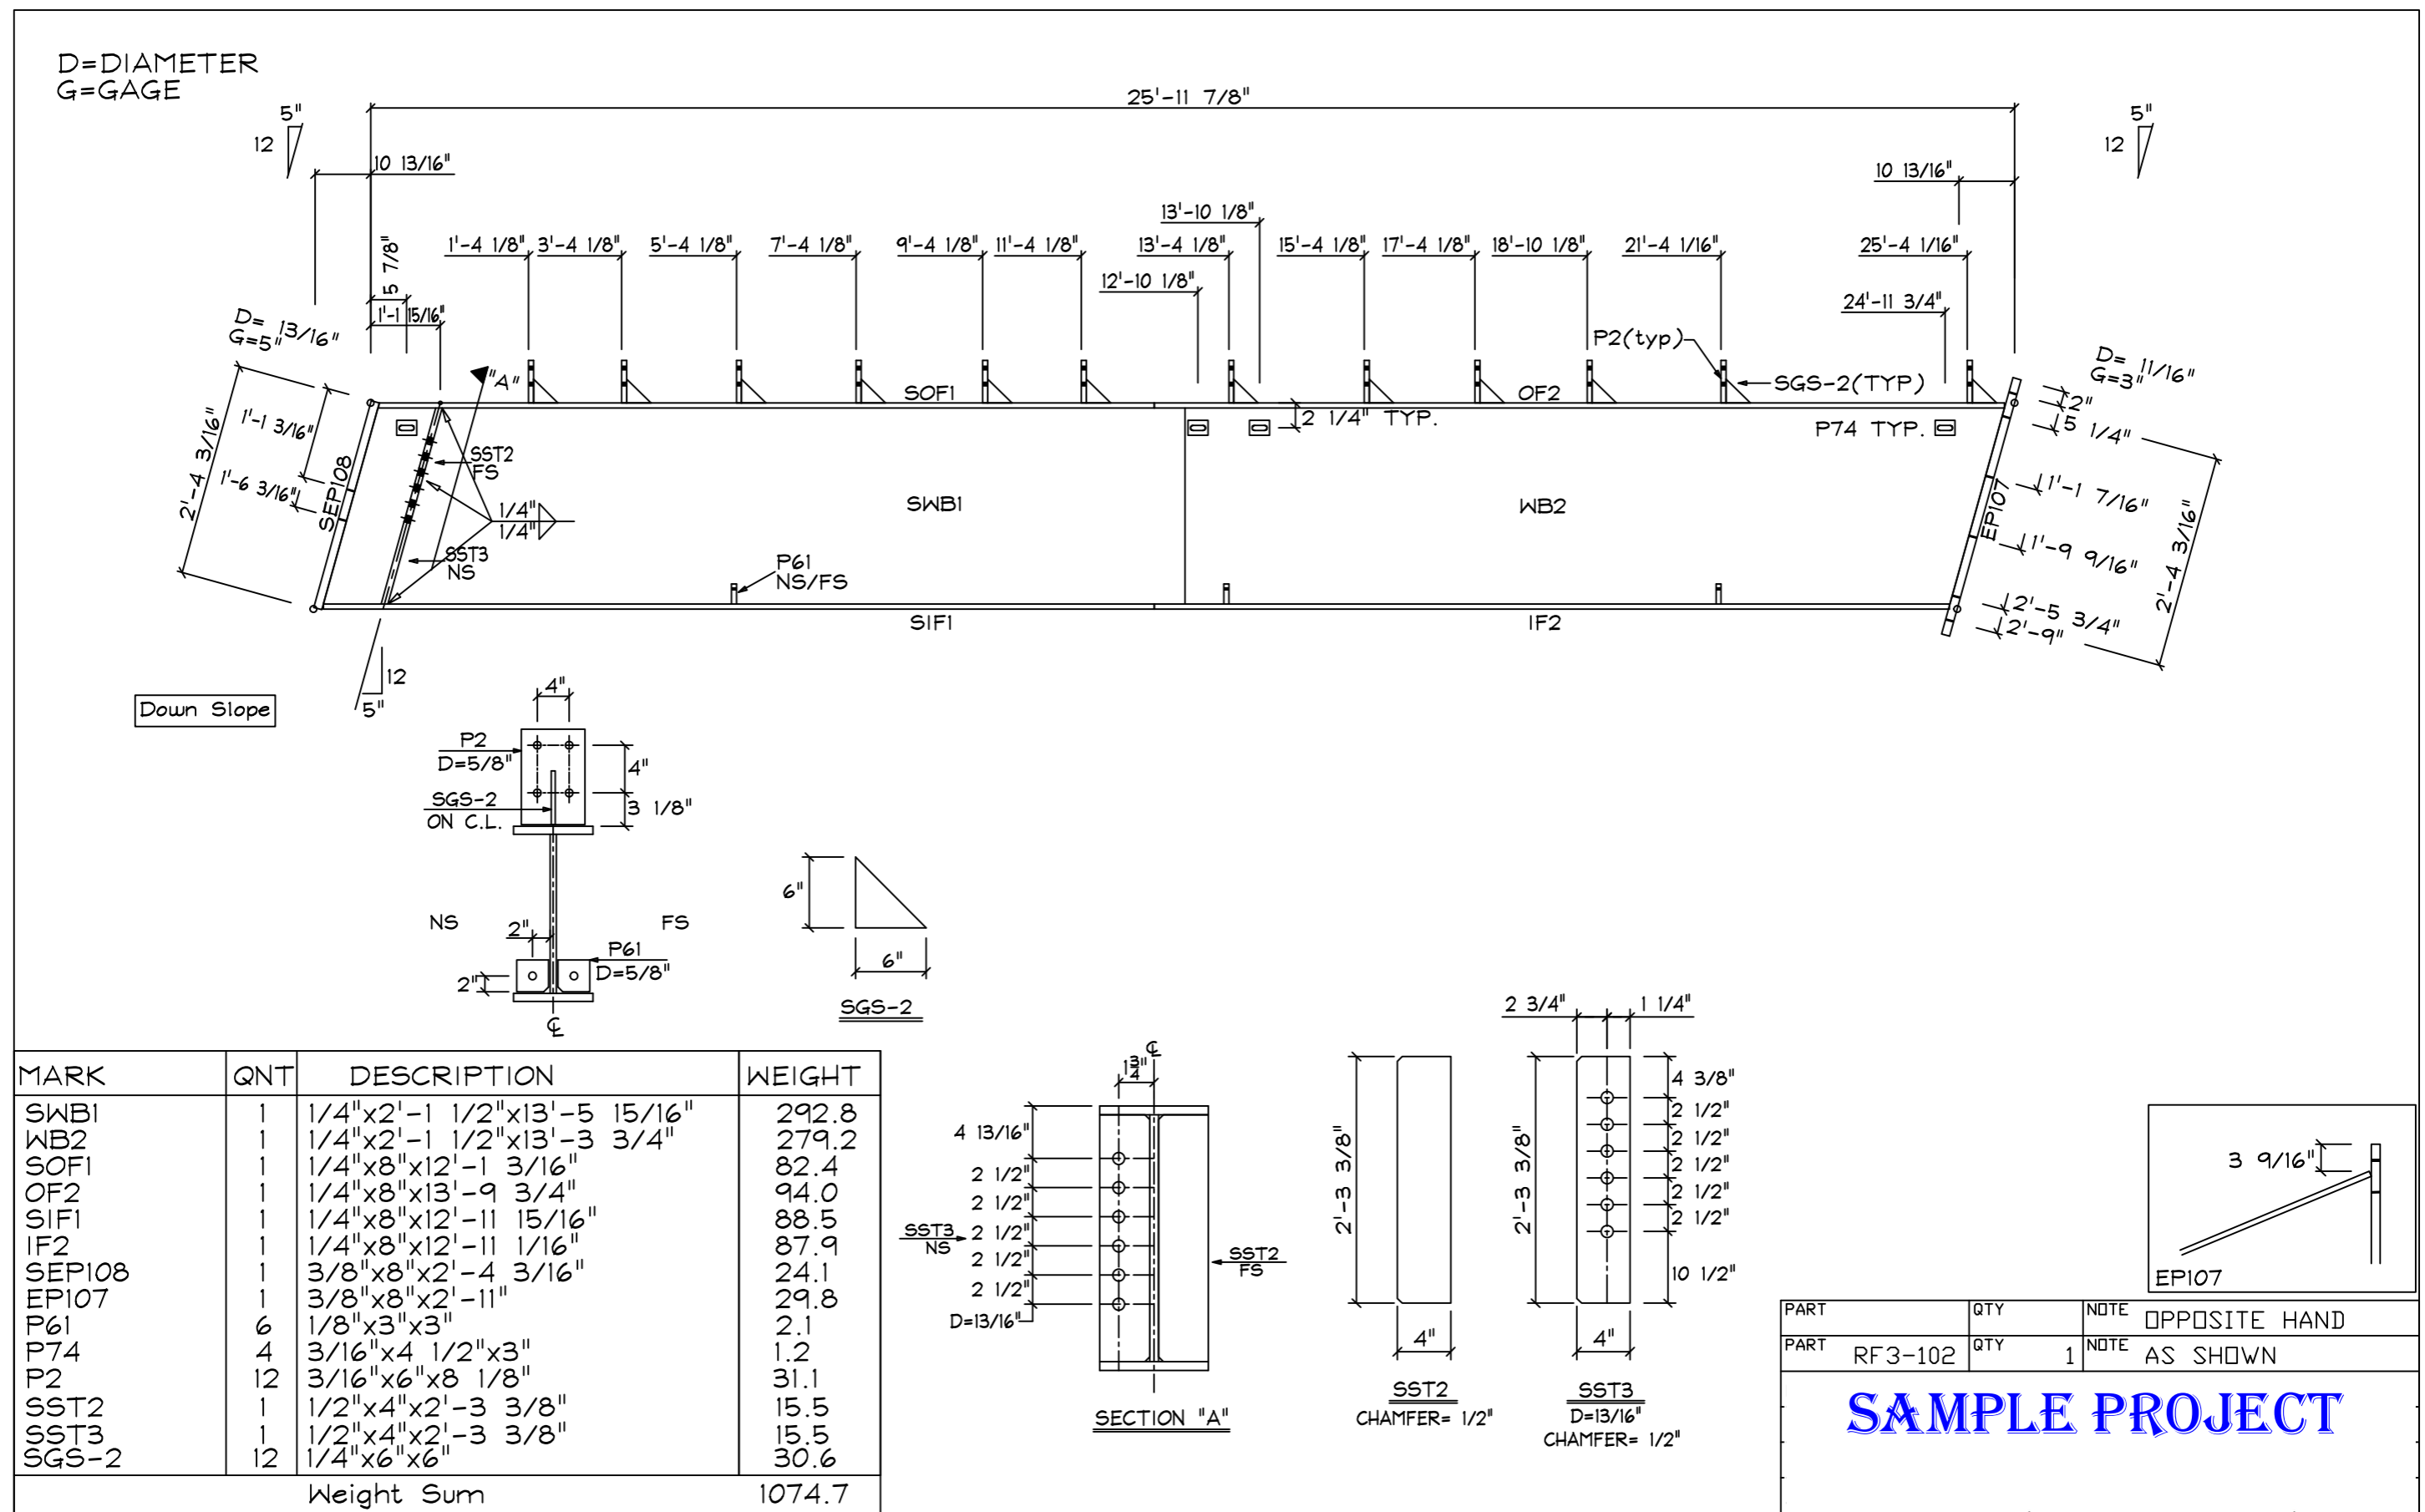 D=DIAMETER
G=GAGE
25'-11 7/8"
5"
12
5"
12
10 13/16"
10 13/16"
13'-10 1/8"
1'-4 1/8" 3'-4 1/8" 5'-4 1/8" 7'-4 1/8" 9'-4 1/8" 11'-4 1/8" 13'-4 1/8" 15'-4 1/8" 17'-4 1/8" 18'-10 1/8" 21'-4 1/16" 25'-4 1/16"
5 7/8"
12'-10 1/8"
24'-11 3/4"
1'-1 15/16"
D= 13/16"
G=5"
P2(typ)
D= 11/16"
G=3"
"A"
SOF1
OF2
SGS-2(TYP)
2 1/4" TYP.
P74 TYP.
2"
5 1/4"
1'-1 3/16"
2'-4 3/16"
1'-6 3/16"
SEP108
SST2
FS
SWB1
WB2
1/4"
1/4"
EP107
1'-1 7/16"
1'-9 9/16"
2'-4 3/16"
SST3
NS
P61
NS/FS
2'-5 3/4"
2'-9"
SIF1
IF2
12
5"
Down Slope
4"
P2
D=5/8"
4"
SGS-2
ON C.L.
3 1/8"
NS
FS
2"
P61
D=5/8"
2"
℄
6"
6"
SGS-2
MARK QNT DESCRIPTION WEIGHT
SWB1 1 1/4"x2'-1 1/2"x13'-5 15/16" 292.8
WB2 1 1/4"x2'-1 1/2"x13'-3 3/4" 279.2
SOF1 1 1/4"x8"x12'-1 3/16" 82.4
OF2 1 1/4"x8"x13'-9 3/4" 94.0
SIF1 1 1/4"x8"x12'-11 15/16" 88.5
IF2 1 1/4"x8"x12'-11 1/16" 87.9
SEP108 1 3/8"x8"x2'-4 3/16" 24.1
EP107 1 3/8"x8"x2'-11" 29.8
P61 6 1/8"x3"x3" 2.1
P74 4 3/16"x4 1/2"x3" 1.2
P2 12 3/16"x6"x8 1/8" 31.1
SST2 1 1/2"x4"x2'-3 3/8" 15.5
SST3 1 1/2"x4"x2'-3 3/8" 15.5
SGS-2 12 1/4"x6"x6" 30.6
Weight Sum 1074.7
℄
1 3/4"
4 13/16"
2 1/2"
2 1/2"
2 1/2"
2 1/2"
2 1/2"
D=13/16"
SST3
NS
SST2
FS
SECTION "A"
2'-3 3/8"
4"
SST2
CHAMFER= 1/2"
2 3/4"
1 1/4"
2'-3 3/8"
4 3/8"
2 1/2"
2 1/2"
2 1/2"
2 1/2"
2 1/2"
10 1/2"
4"
SST3
D=13/16"
CHAMFER= 1/2"
3 9/16"
EP107
PART QTY NOTE OPPOSITE HAND
PART RF3-102 QTY 1 NOTE AS SHOWN
SAMPLE PROJECT